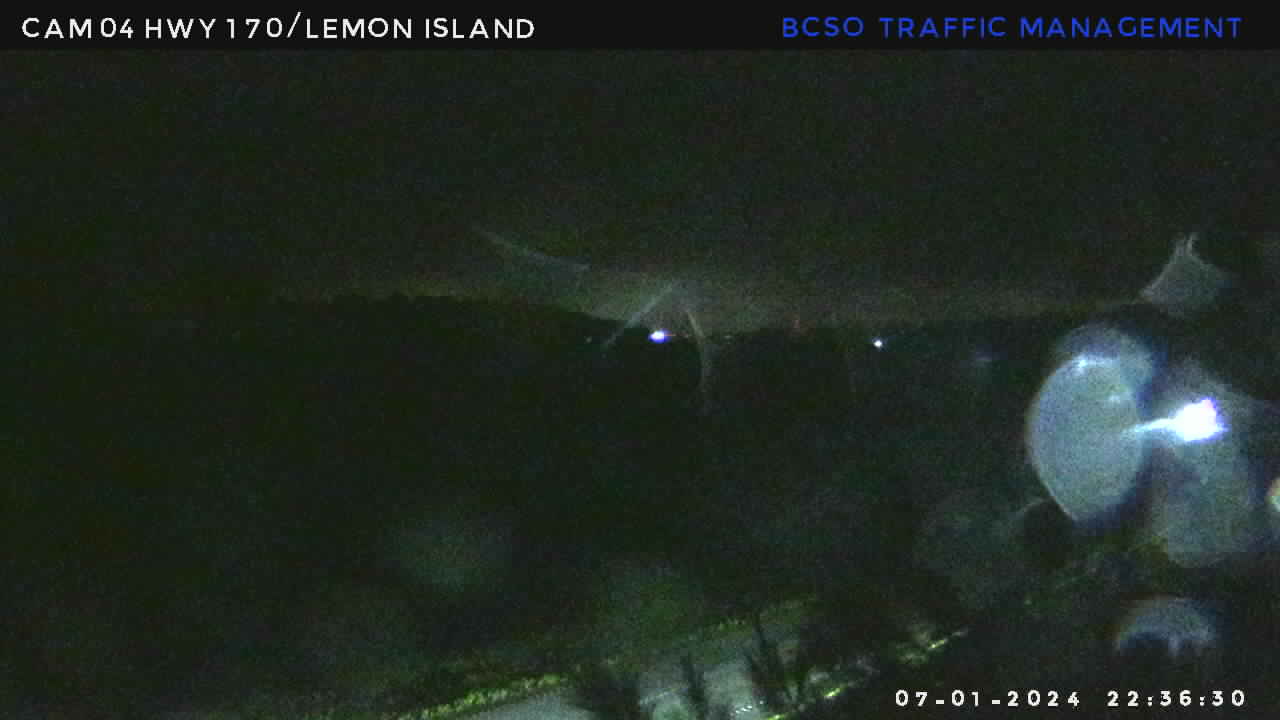 CAM04 HWY 170/LEMON ISLAND
BCSO TRAFFIC MANAGEMENT
07-01-2024 22:36:30